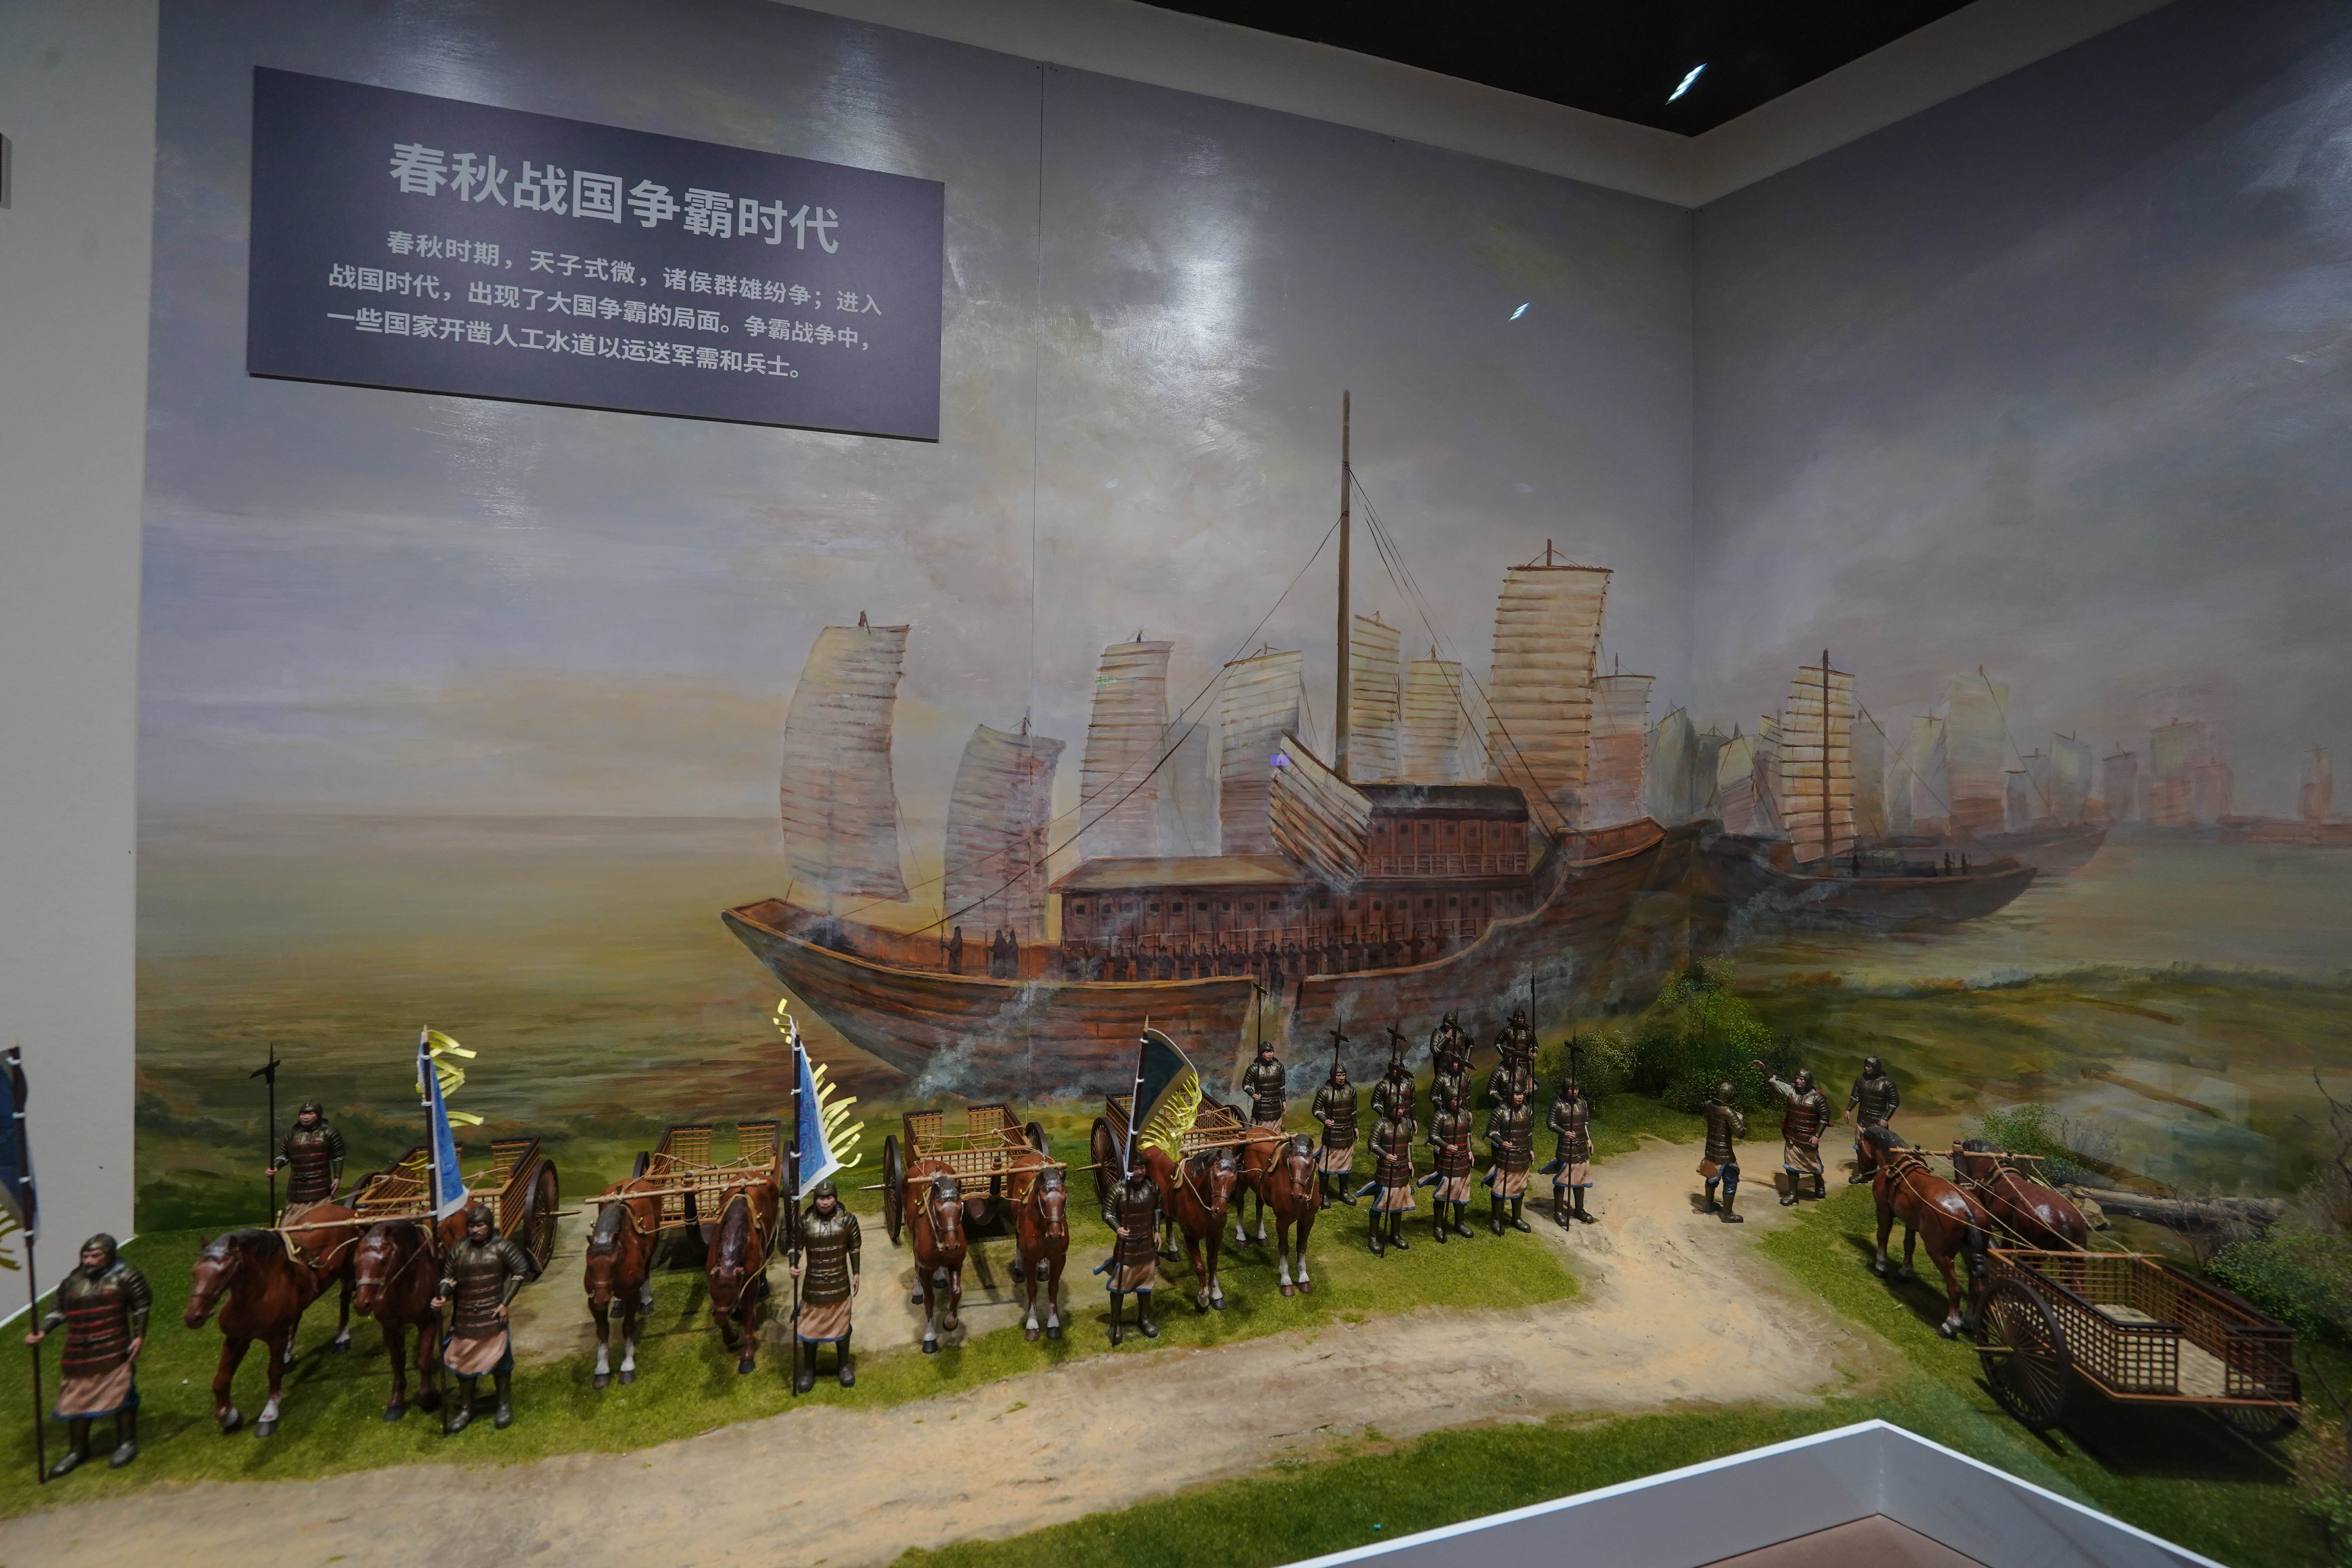 春秋战国争霸时代
春秋时期，天子式微，诸侯群雄纷争；进入
战国时代，出现了大国争霸的局面。争霸战争中，
一些国家开凿人工水道以运送军需和兵士。